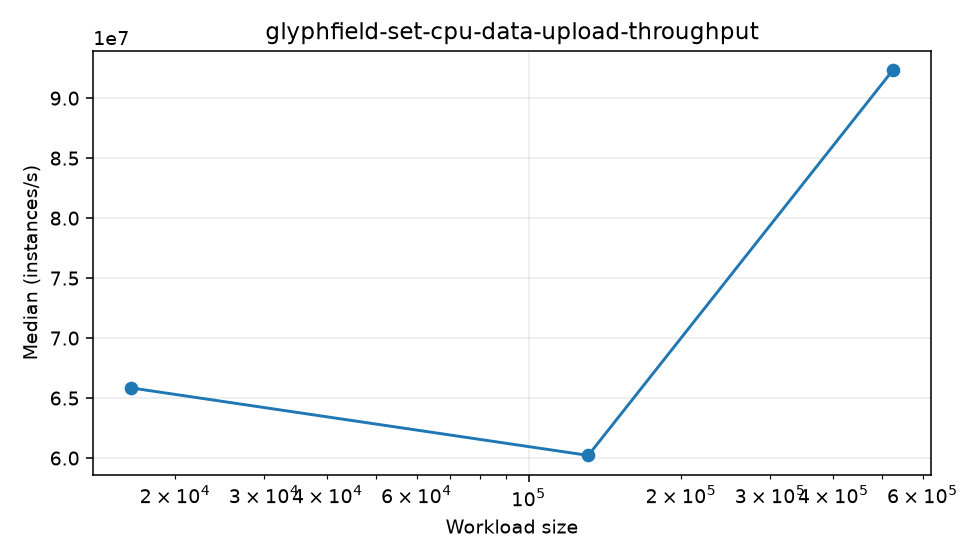 glyphfield-set-cpu-data-upload-throughput
1e7
Median (instances/s)
9.0
8.5
8.0
7.5
7.0
6.5
6.0
2 × 10⁴ 3 × 10⁴ 4 × 10⁴ 6 × 10⁴ 10⁵ 2 × 10⁵ 3 × 10⁵ 4 × 10⁵ 6 × 10⁵
Workload size